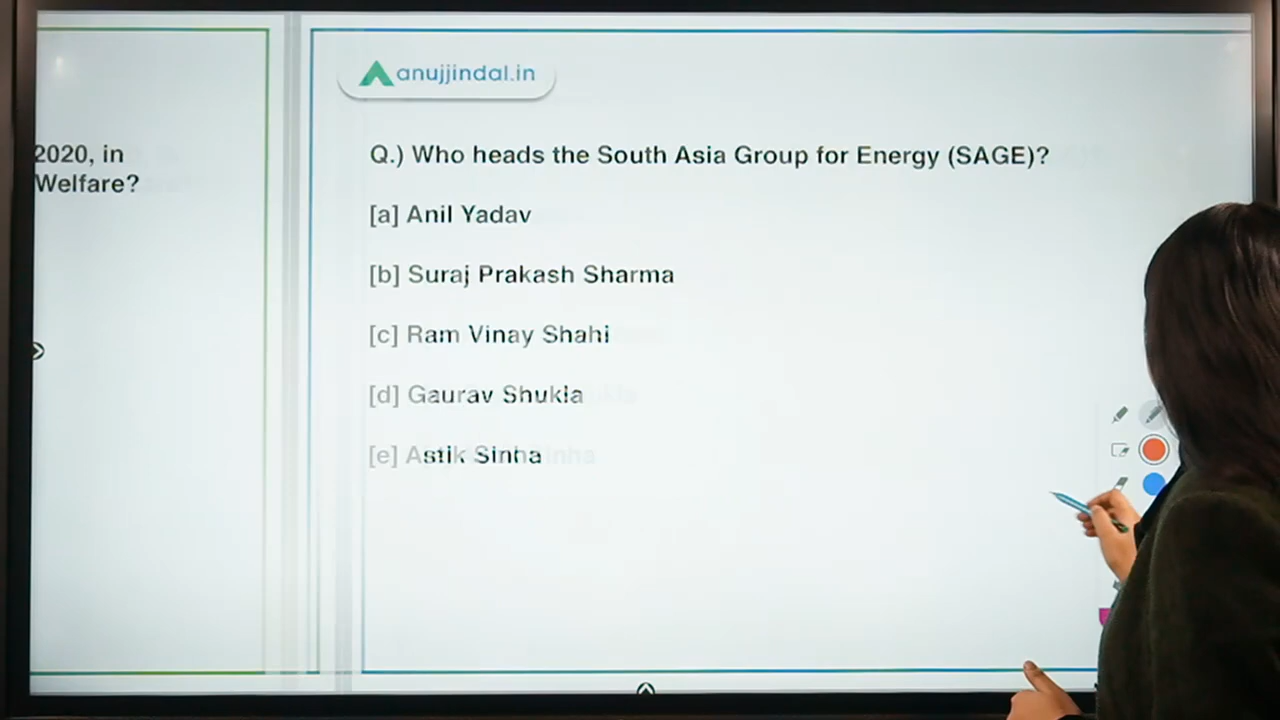 2020, in
Welfare?
anujjindal.in
Q.) Who heads the South Asia Group for Energy (SAGE)?
[a] Anil Yadav
[b] Suraj Prakash Sharma
[c] Ram Vinay Shahi
[d] Gaurav Shukla
[e] Astik Sinha